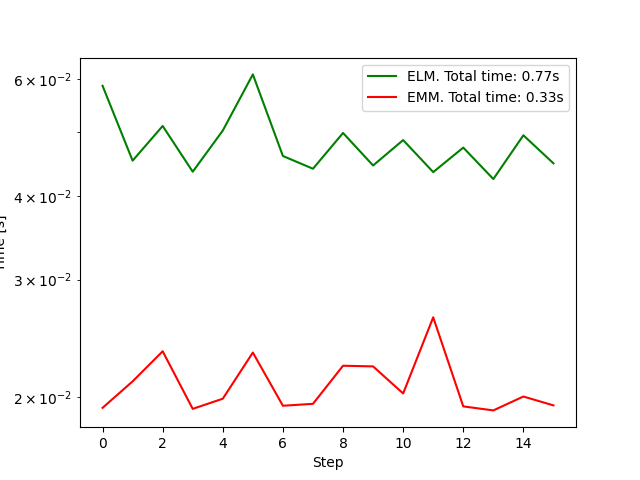 ELM. Total time: 0.77s
EMM. Total time: 0.33s
6 × 10⁻²
4 × 10⁻²
3 × 10⁻²
2 × 10⁻²
0 2 4 6 8 10 12 14
Step